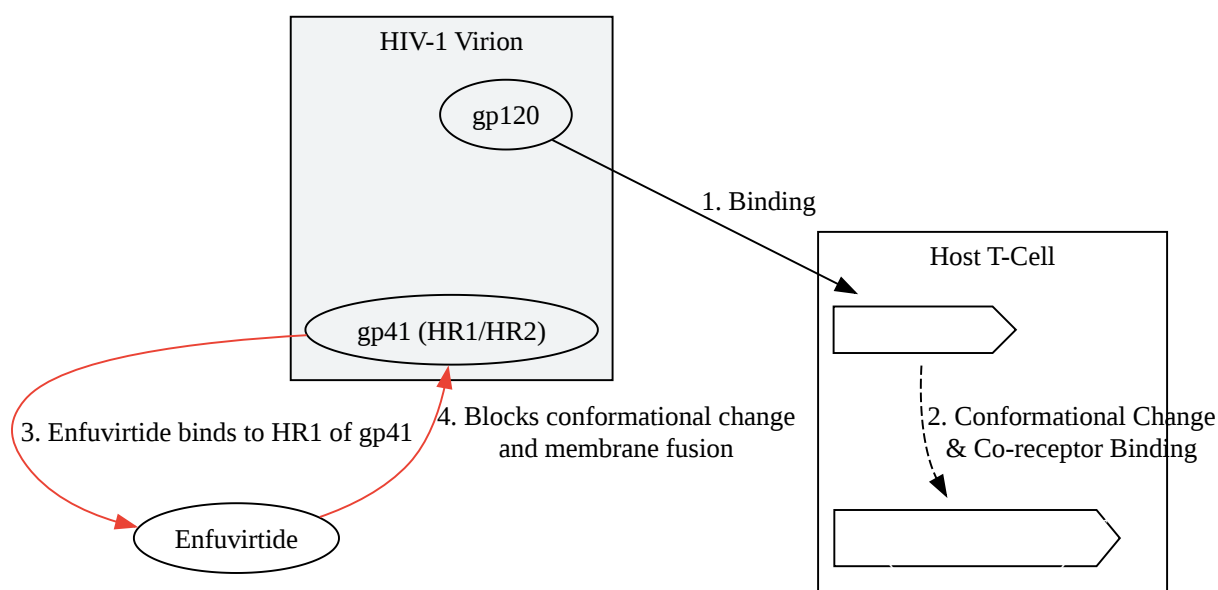 HIV-1 Virion
gp120
1. Binding
Host T-Cell
gp41 (HR1/HR2)
2. Conformational Change
& Co-receptor Binding
3. Enfuvirtide binds to HR1 of gp41
4. Blocks conformational change
and membrane fusion
Enfuvirtide